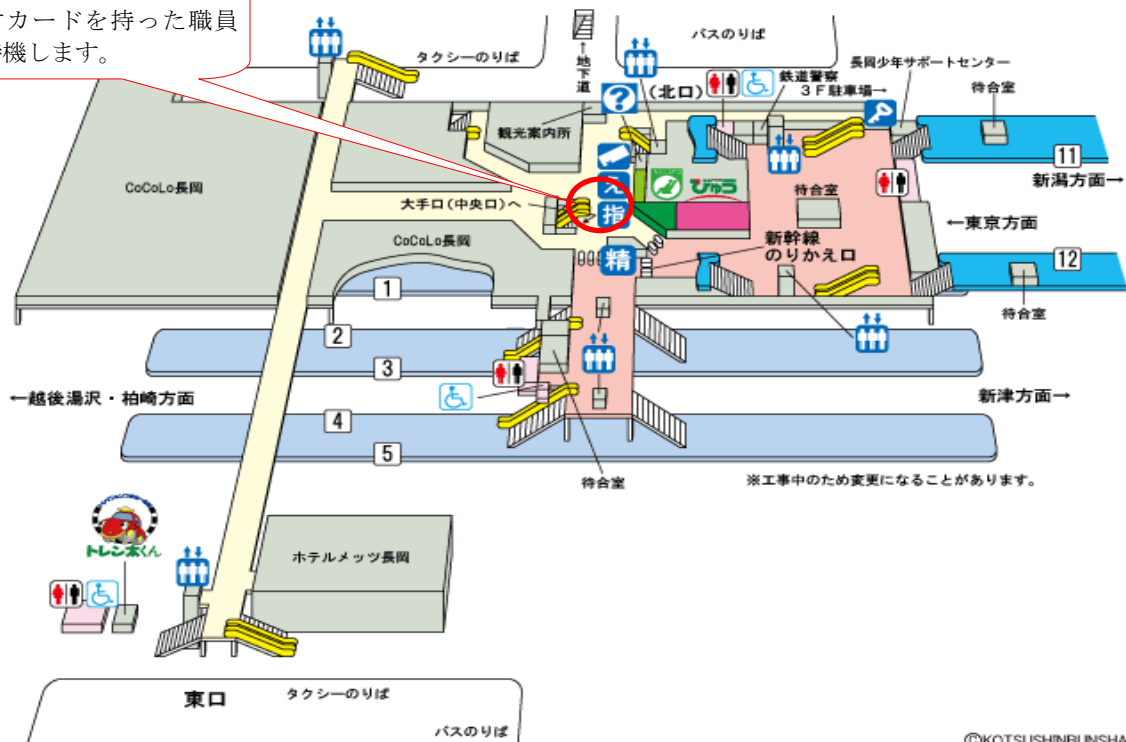 カードを持った職員
機します。
タクシーのりば
←地下道
バスのりば
長岡少年サポートセンター
?
(北口)
鉄道警察
3F駐車場→
待合室
観光案内所
11
新潟方面→
CoCoLo長岡
え
びゅう
待合室
大手口(中央口)へ
指
←東京方面
CoCoLo長岡
精
新幹線
のりかえ口
12
1
待合室
2
3
←越後湯沢・柏崎方面
新津方面→
4
5
待合室
※工事中のため変更になることがあります。
トレン太くん
ホテルメッツ長岡
東口
タクシーのりば
バスのりば
©KOTSUSHINBUNSHA